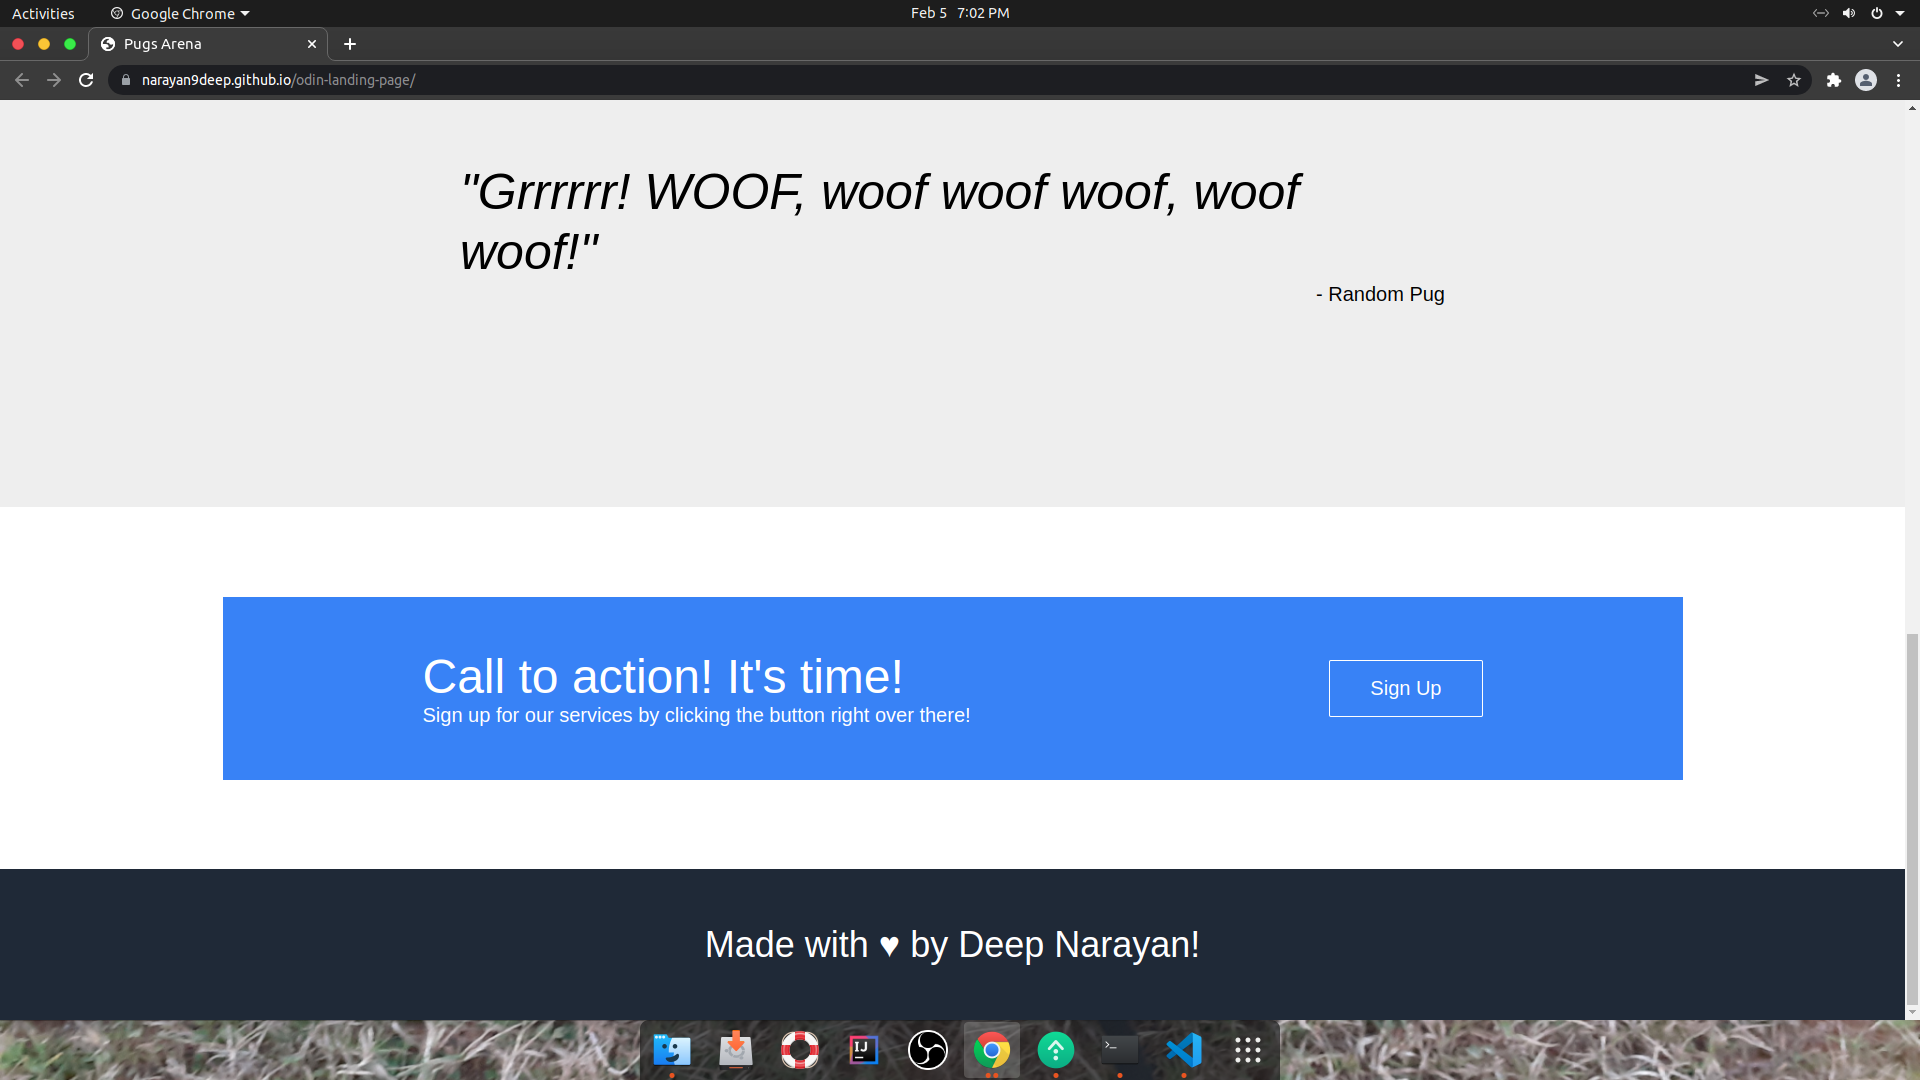 Activities
Google Chrome
Feb 5 7:02 PM
Pugs Arena
narayan9deep.github.io/odin-landing-page/
"Grrrrrr! WOOF, woof woof woof, woof
woof!"
- Random Pug
Call to action! It's time!
Sign up for our services by clicking the button right over there!
Sign Up
Made with ♥ by Deep Narayan!
IJ